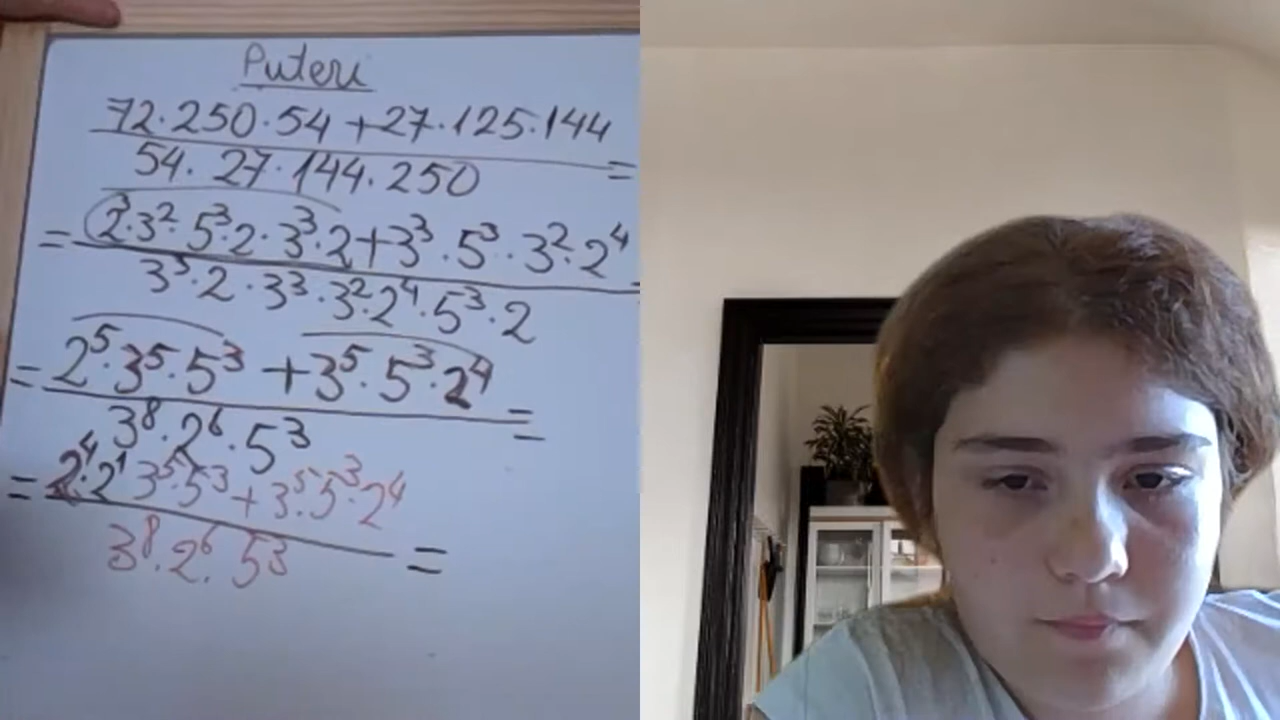 Puteri
72·250·54+27·125·144
54·27·144·250 =
= 2³·3²·5³·2·3³·2+3³·5³··3²·2⁴
3³·2·3³·3²·2⁴·5³·2
= 2⁵·3⁵·5³+3⁵·5³·2⁴ =
3⁸·2⁶·5³
= 2⁴·2¹3⁵·5³+3⁵·5³·2⁴ =
3⁸·2⁶·5³